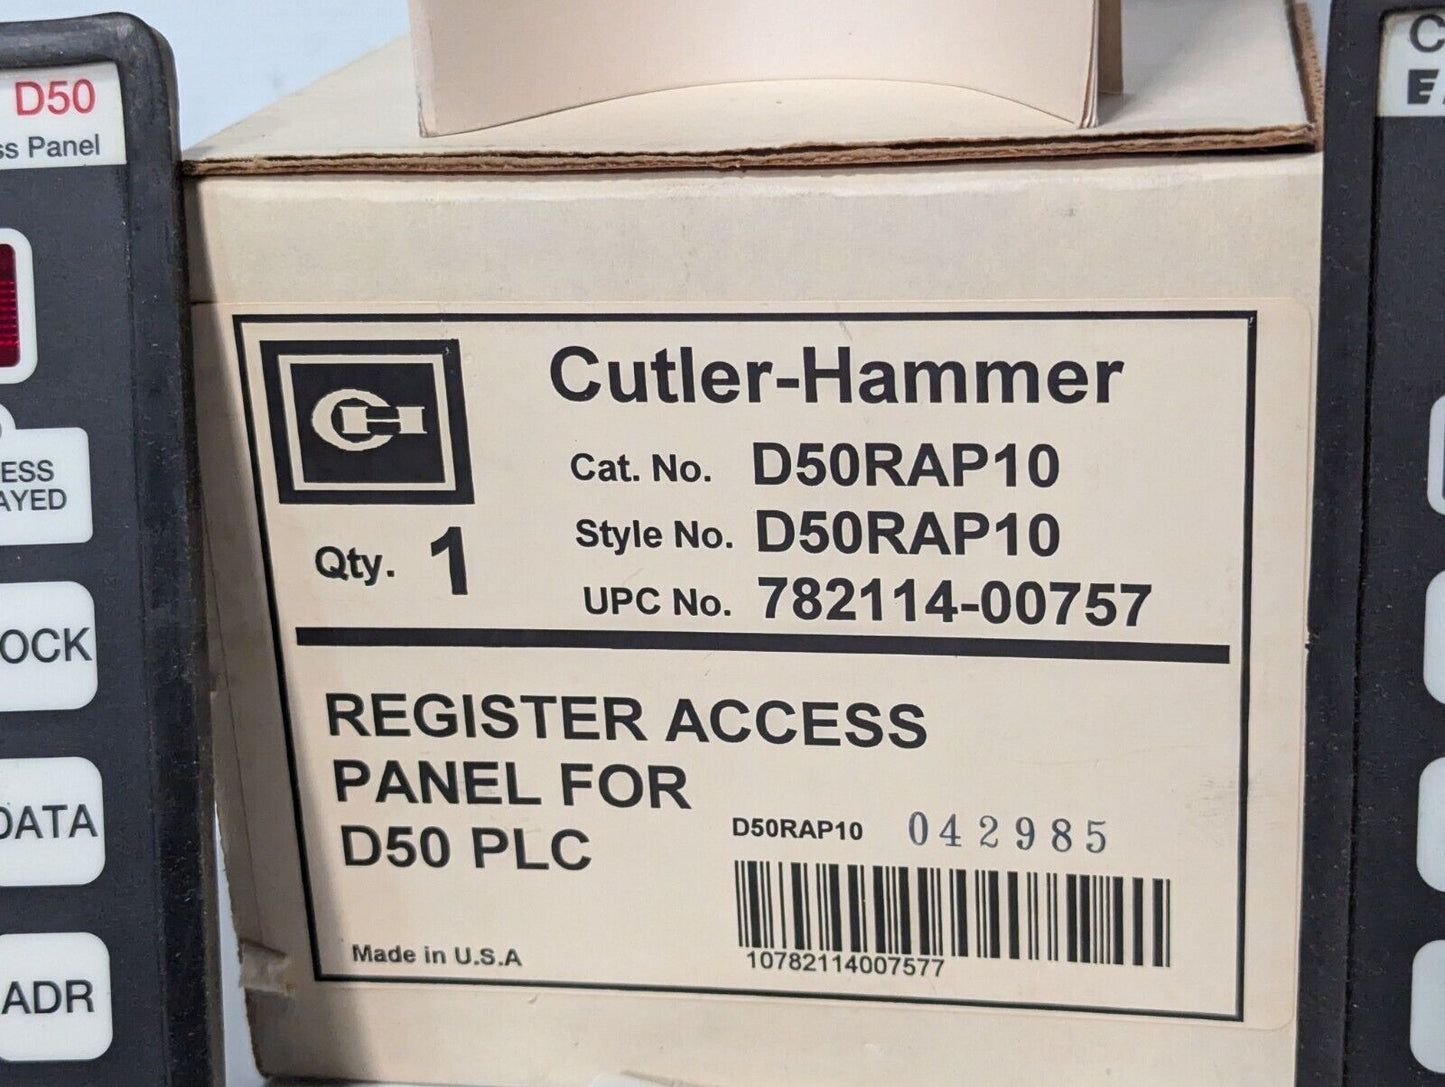 D50
ss Panel
ESS
AYED
OCK
DATA
ADR
CH
Cutler-Hammer
Cat. No. D50RAP10
Style No. D50RAP10
Qty. 1
UPC No. 782114-00757
REGISTER ACCESS
PANEL FOR
D50 PLC
D50RAP10 042985
10782114007577
Made in U.S.A
C
E